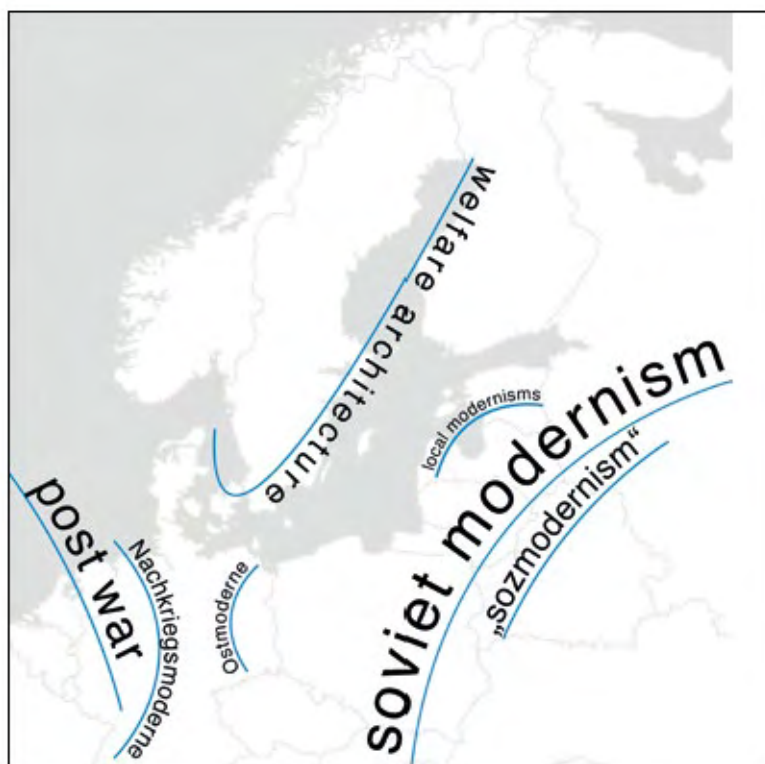 welfare architecture
local modernisms
soviet modernism
„sozmodernism“
post war
Nachkriegsmoderne
Ostmoderne